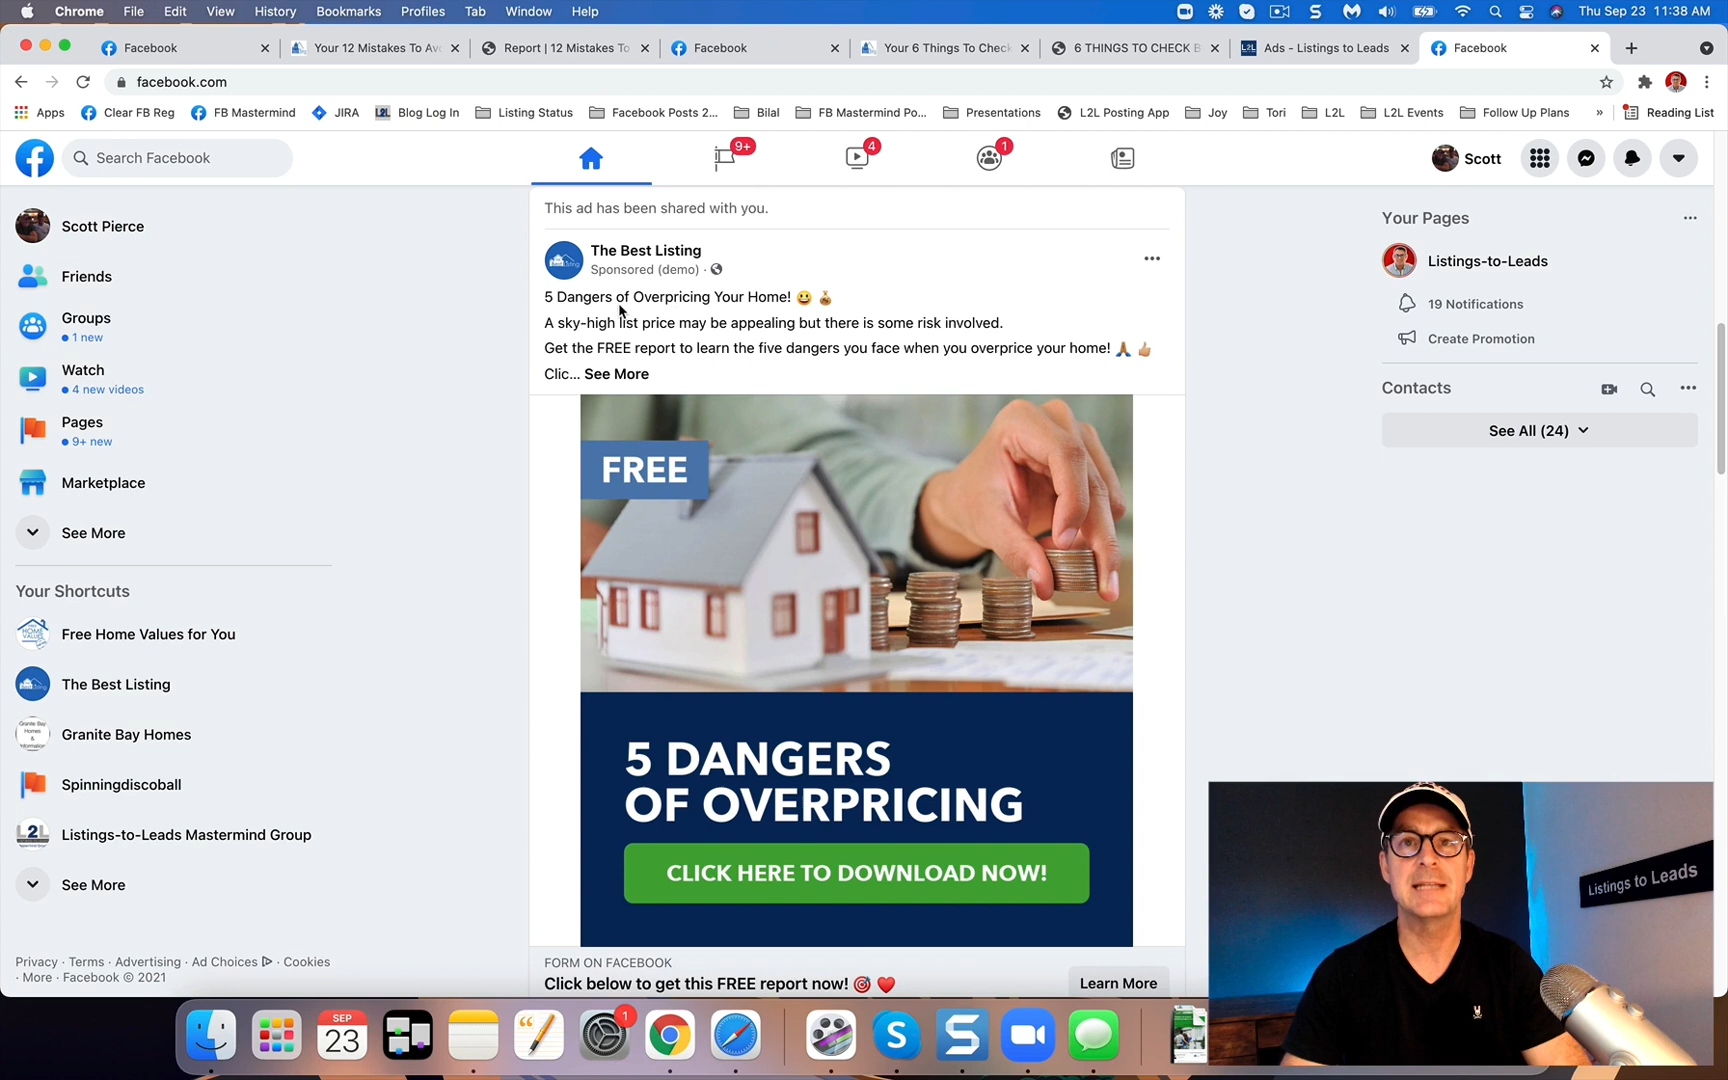 Chrome File Edit View History Bookmarks Profiles Tab Window Help Thu Sep 23 11:38 AM
Facebook Your 12 Mistakes To Av Report | 12 Mistakes To Facebook Your 6 Things To Check 6 THINGS TO CHECK B Ads - Listings to Leads Facebook
facebook.com
Apps Clear FB Reg FB Mastermind JIRA Blog Log In Listing Status Facebook Posts 2... Bilal FB Mastermind Po... Presentations L2L Posting App Joy Tori L2L L2L Events Follow Up Plans » Reading List
Search Facebook 9+ 4 1 Scott
Scott Pierce
Friends
Groups
1 new
Watch
4 new videos
Pages
9+ new
Marketplace
See More
Your Shortcuts
Free Home Values for You
The Best Listing
Granite Bay Homes
Spinningdiscoball
Listings-to-Leads Mastermind Group
See More
Privacy · Terms · Advertising · Ad Choices · Cookies
· More · Facebook © 2021
This ad has been shared with you.
The Best Listing
Sponsored (demo) ·
5 Dangers of Overpricing Your Home! 😀 💰
A sky-high list price may be appealing but there is some risk involved.
Get the FREE report to learn the five dangers you face when you overprice your home! 🙏🏾 👍🏼
Clic... See More
FREE
5 DANGERS
OF OVERPRICING
CLICK HERE TO DOWNLOAD NOW!
FORM ON FACEBOOK
Click below to get this FREE report now! 🎯 ❤️
Learn More
Your Pages
Listings-to-Leads
19 Notifications
Create Promotion
Contacts
See All (24)
Listings to Leads
SEP
23
1